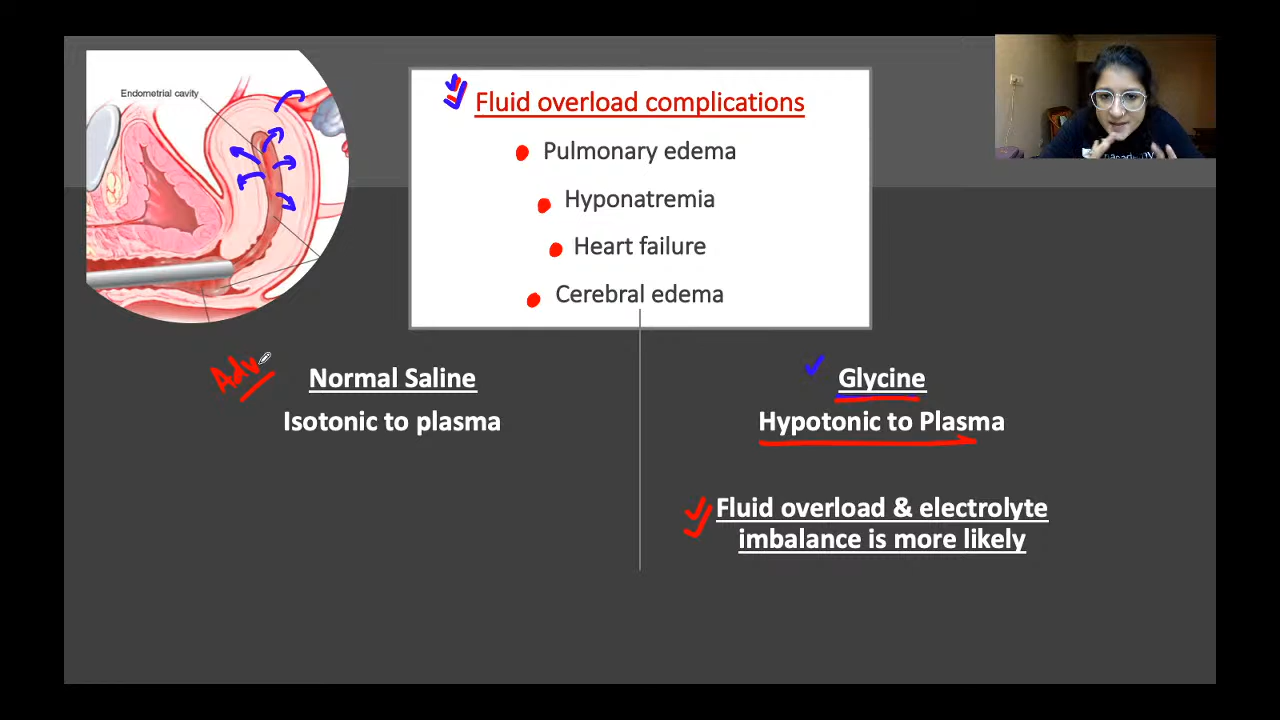 Endometrial cavity
Fluid overload complications
Pulmonary edema
Hyponatremia
Heart failure
Cerebral edema
Adv
Normal Saline
Isotonic to plasma
Glycine
Hypotonic to Plasma
Fluid overload & electrolyte
imbalance is more likely